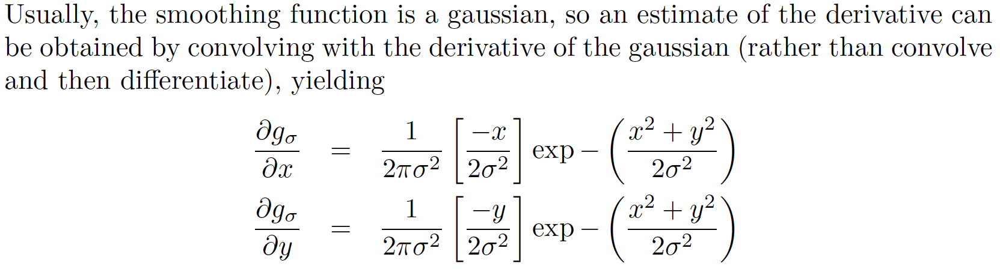 Usually, the smoothing function is a gaussian, so an estimate of the derivative can
be obtained by convolving with the derivative of the gaussian (rather than convolve
and then differentiate), yielding
∂g_σ/∂x = 1/(2πσ²) [−x/(2σ²)] exp − ((x² + y²)/(2σ²))
∂g_σ/∂y = 1/(2πσ²) [−y/(2σ²)] exp − ((x² + y²)/(2σ²))